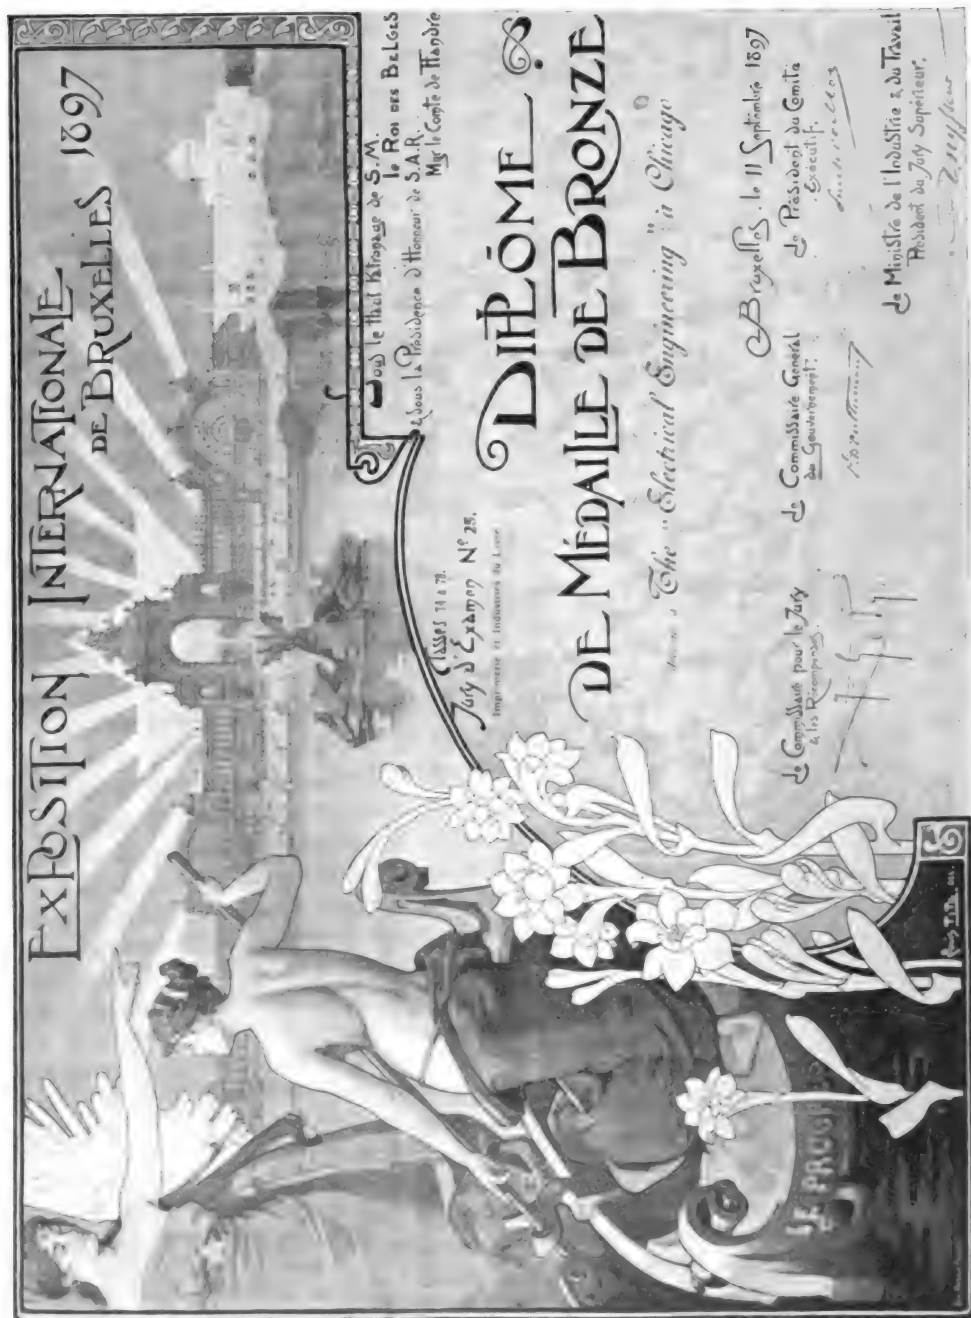 EXPOSITION INTERNATIONALE
DE BRUXELLES 1897
Sous le Haut Patronage de S.M.
le ROI DES BELGES
& Sous la Présidence d'Honneur de S.A.R.
Mgr le Comte de Flandre
Classes 74 à 78.
Jury d'Examen Nº 25.
Imprimerie et Industries du Livre
DIPLÔME
DE MÉDAILLE DE BRONZE
The "Electrical Engineering" à Chicago
Bruxelles, le 11 Septembre 1897
Le Commissaire pour le Jury
& les Récompenses.
Le Commissaire Général
du Gouvernement:
Le Président du Comité
Exécutif.
Le Ministre de l'Industrie & du Travail
Président du Jury Supérieur.
LE PROGRÈS